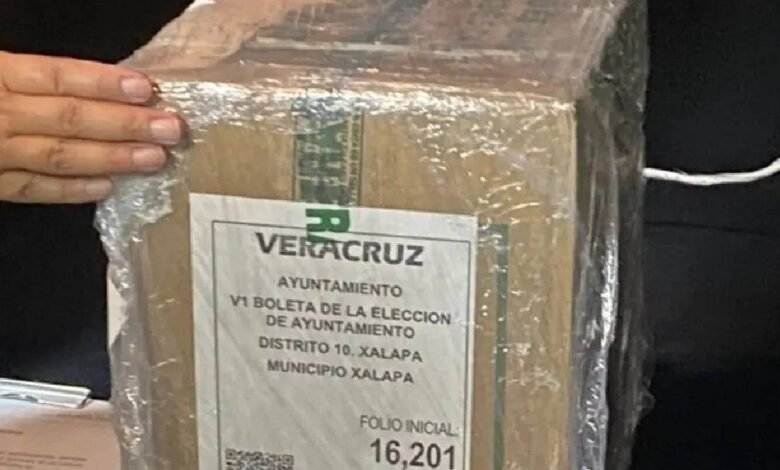 VERACRUZ
AYUNTAMIENTO
V1 BOLETA DE LA ELECCION
DE AYUNTAMIENTO
DISTRITO 10. XALAPA
MUNICIPIO XALAPA
FOLIO INICIAL:
16,201